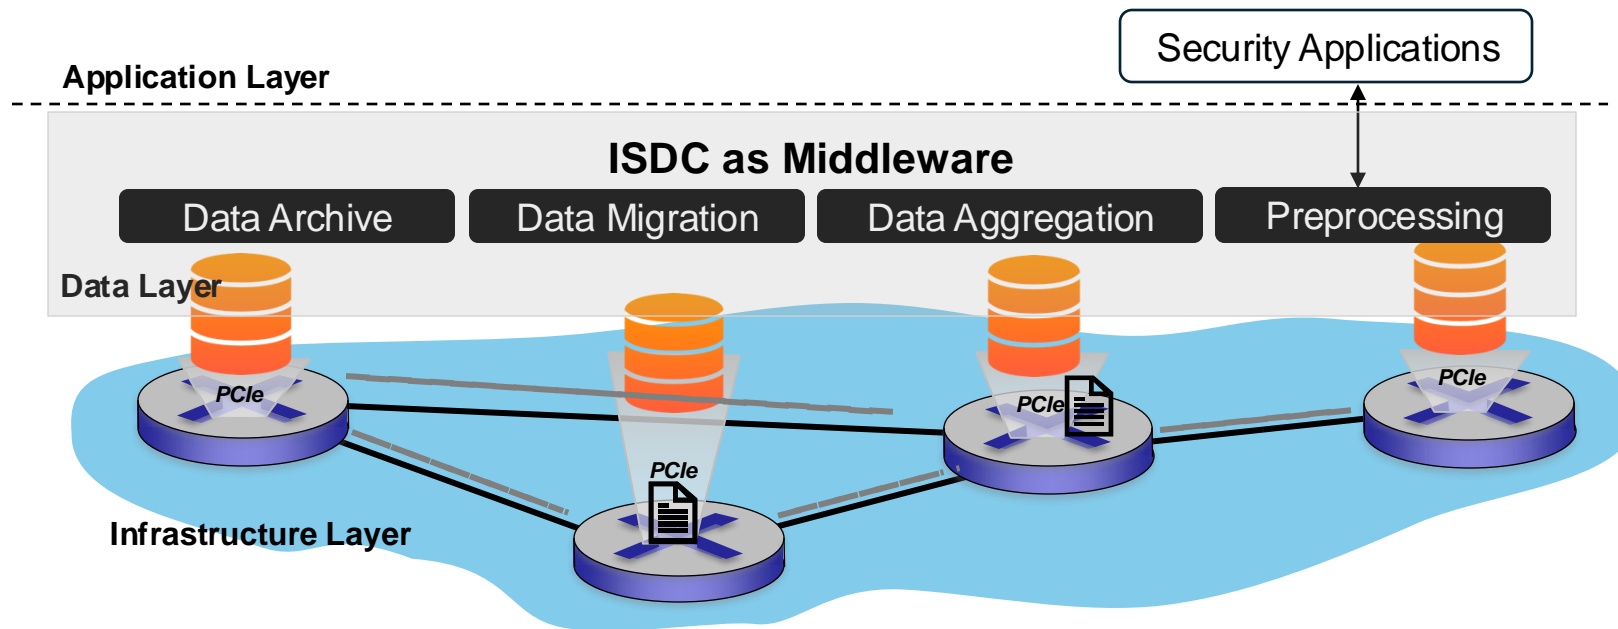 Security Applications
Application Layer
ISDC as Middleware
Data Archive
Data Migration
Data Aggregation
Preprocessing
Data Layer
PCIe
PCIe
PCIe
PCIe
Infrastructure Layer